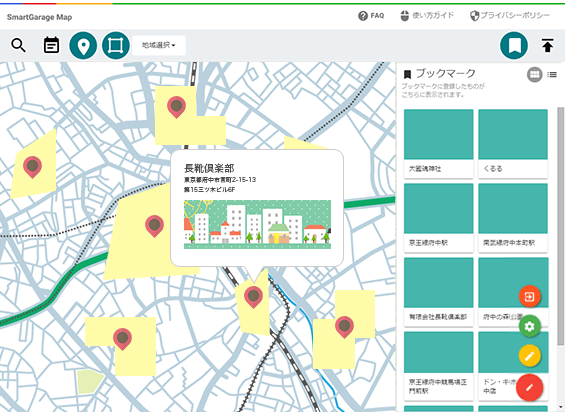 SmartGarage Map
FAQ
使い方ガイド
プライバシーポリシー
地域選択
ブックマーク
ブックマークに登録したものが
こちらに表示されます。
長靴倶楽部
東京都府中市宮町2-15-13
第15三ツ木ビル6F
大國魂神社
くるる
京王線府中駅
南武線府中本町駅
有限会社長靴倶楽部
府中の森公園
京王線府中競馬場正
門前駅
ドン・キホ
中店